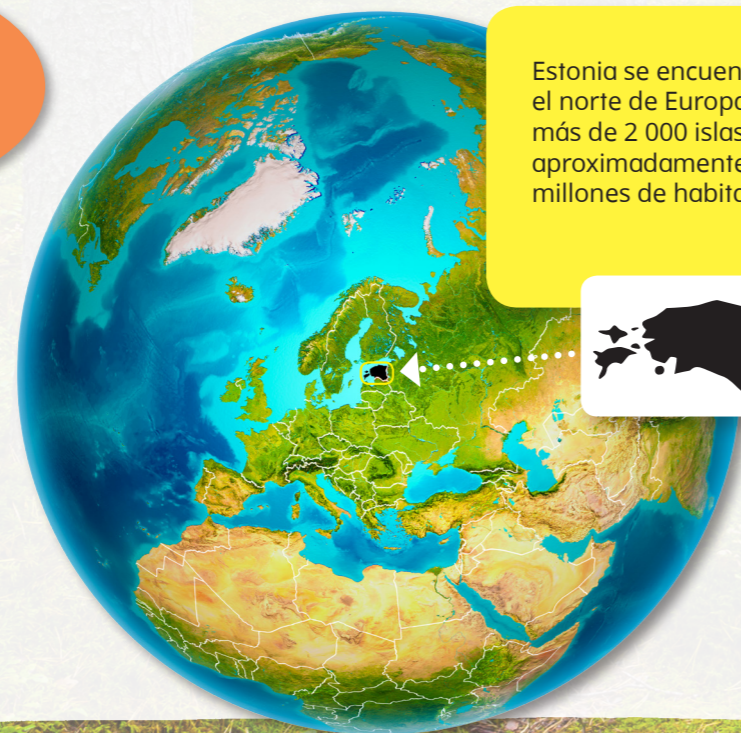 Estonia se encuen
el norte de Europa
más de 2 000 islas
aproximadamente
millones de habita